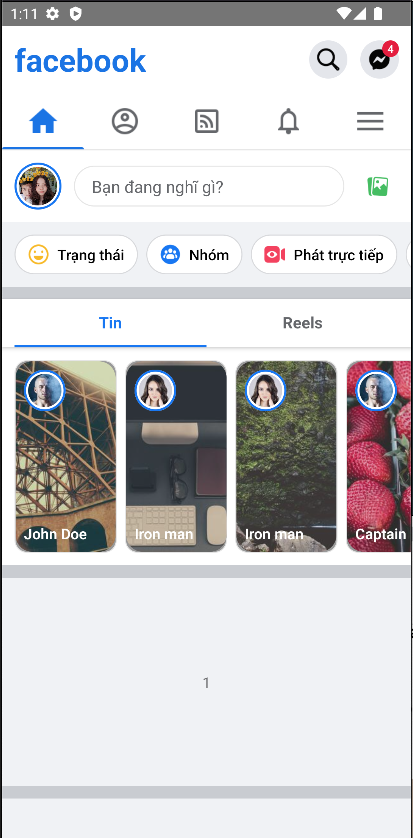 1:11
facebook
4
Bạn đang nghĩ gì?
Trạng thái
Nhóm
Phát trực tiếp
Tin
Reels
John Doe
Iron man
Iron man
Captain
1